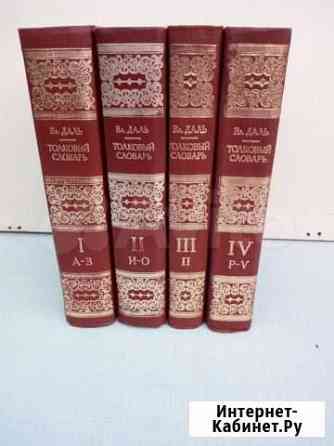 Вл. ДАЛЬ
ТОЛКОВЫЙ
СЛОВАРЬ
I
А-З
Вл. ДАЛЬ
ТОЛКОВЫЙ
СЛОВАРЬ
II
И-О
Вл. ДАЛЬ
ТОЛКОВЫЙ
СЛОВАРЬ
III
П
Вл. ДАЛЬ
ТОЛКОВЫЙ
СЛОВАРЬ
IV
Р-Ѵ
Интернет-
Кабинет.Ру